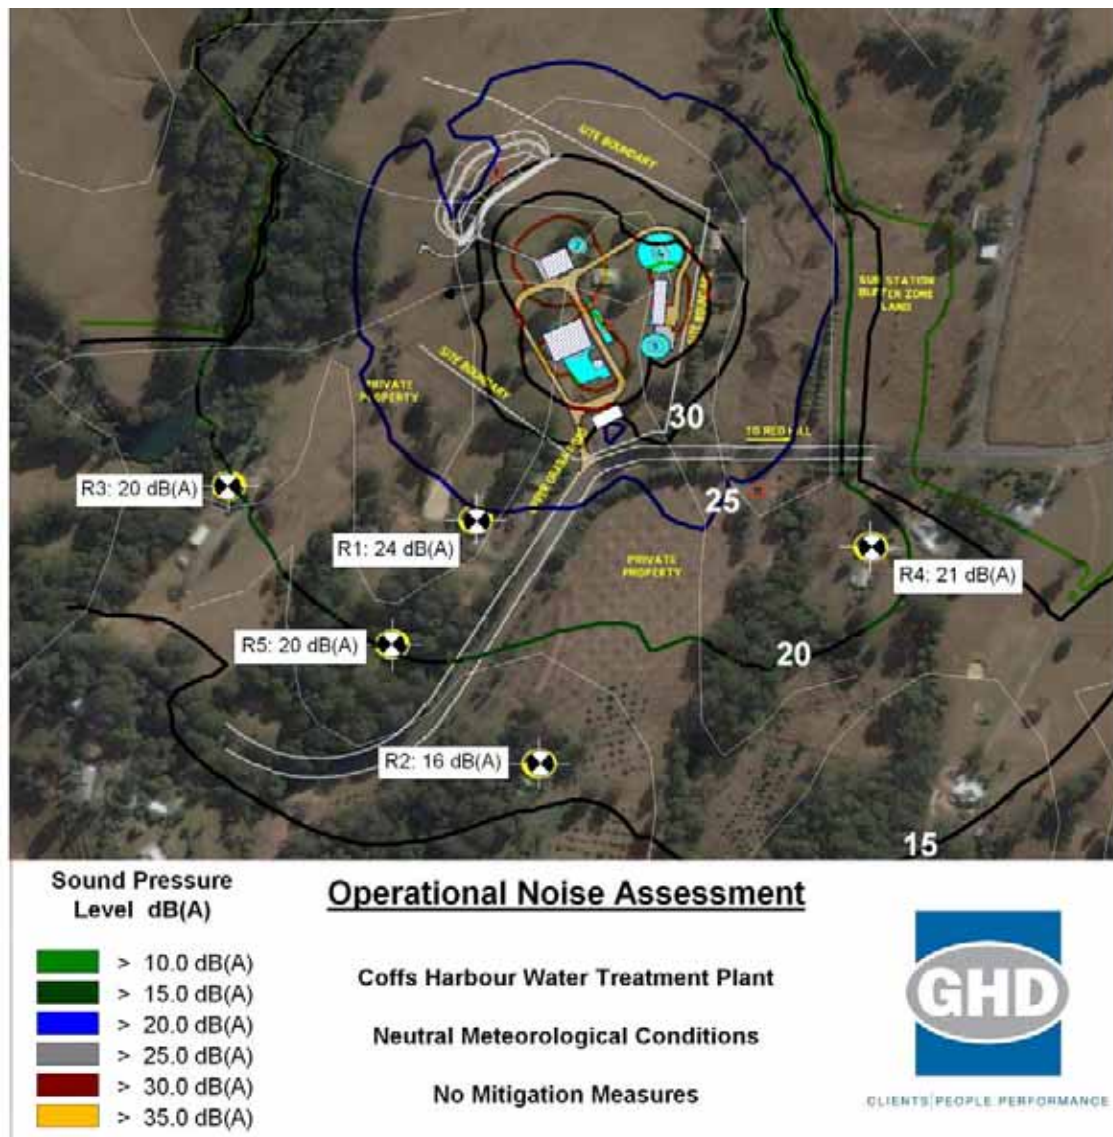 SITE BOUNDARY
SUB STATION
BUFFER ZONE
LAND
SITE BOUNDARY
SITE BOUNDARY
PRIVATE
PROPERTY
30
TO RED HILL
25
R3: 20 dB(A)
R1: 24 dB(A)
PRIVATE
PROPERTY
R4: 21 dB(A)
R5: 20 dB(A)
20
R2: 16 dB(A)
15
Sound Pressure
Level dB(A)
> 10.0 dB(A)
> 15.0 dB(A)
> 20.0 dB(A)
> 25.0 dB(A)
> 30.0 dB(A)
> 35.0 dB(A)
Operational Noise Assessment
Coffs Harbour Water Treatment Plant
Neutral Meteorological Conditions
No Mitigation Measures
GHD
CLIENTS|PEOPLE PERFORMANCE